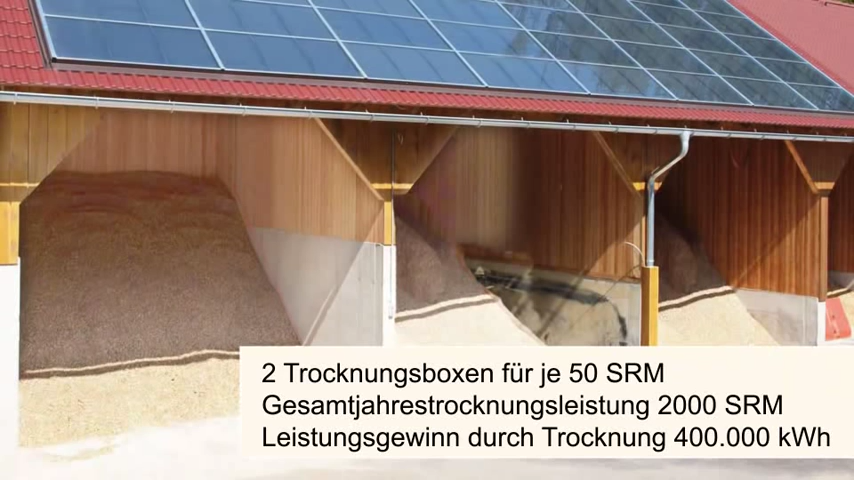 2 Trocknungsboxen für je 50 SRM
Gesamtjahrestrocknungsleistung 2000 SRM
Leistungsgewinn durch Trocknung 400.000 kWh